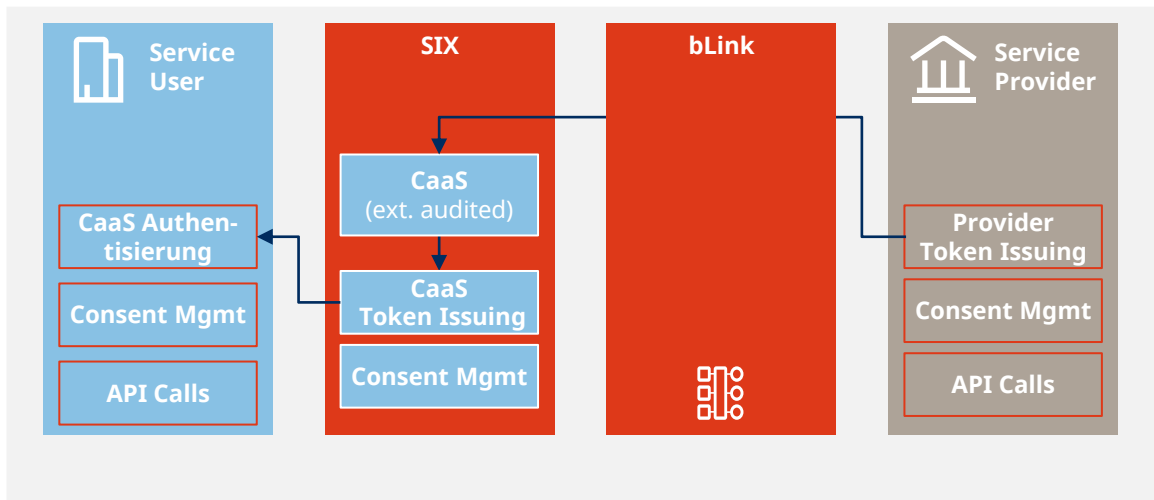 Service
User
CaaS Authen-
tisierung
Consent Mgmt
API Calls
SIX
CaaS
(ext. audited)
CaaS
Token Issuing
Consent Mgmt
bLink
Service
Provider
Provider
Token Issuing
Consent Mgmt
API Calls